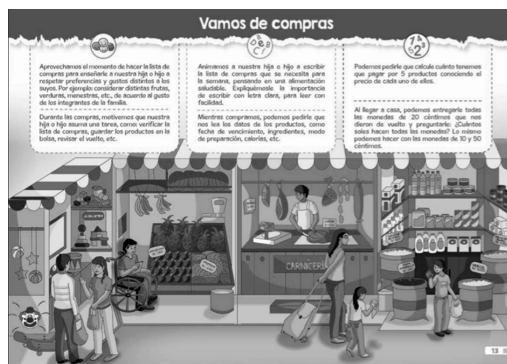 Vamos de compras
Aprovechamos el momento de hacer la lista de
compras para enseñarle a nuestra hija o hijo a
respetar preferencias y gustos distintos a los
suyos. Por ejemplo: considerar distintas frutas,
verduras, menestras, etc., de acuerdo al gusto
de los integrantes de la familia.
Durante las compras, motivemos que nuestra
hija o hijo asuma una tarea, como verificar la
lista de compras, guardar los productos en la
bolsa, revisar el vuelto, etc.
Animamos a nuestra hija o hijo a escribir
la lista de compras que se necesita para
la semana, pensando en una alimentación
saludable. Expliquémosle la importancia
de escribir con letra clara, para leer con
facilidad.
Mientras compramos, podemos pedirle que
nos lea los datos de los productos, como
fecha de vencimiento, ingredientes, modo
de preparación, calorías, etc.
Podemos pedirle que calcule cuánto tenemos
que pagar por 5 productos conociendo el
precio de cada uno de ellos.
Al llegar a casa, podemos entregarle todas
las monedas de 20 céntimos que nos
dieron de vuelto y preguntarle: ¿Cuántos
soles hacen todas las monedas? Lo mismo
podemos hacer con las monedas de 10 y 50
céntimos.
CARNICERÍA
13